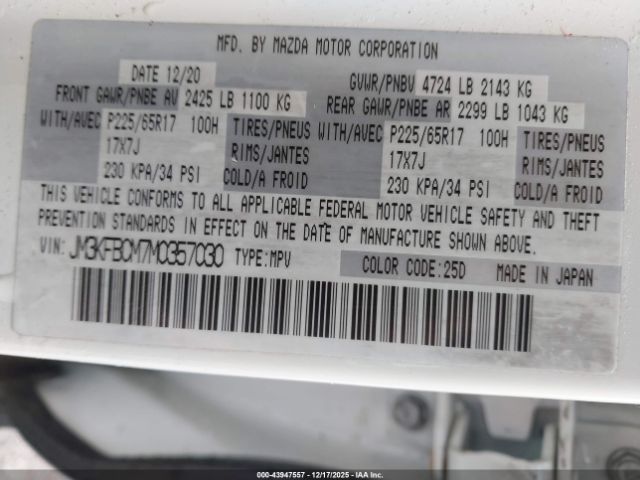 MFD. BY MAZDA MOTOR CORPORATION
DATE 12/20 GVWR/PNBV 4724 LB 2143 KG
FRONT GAWR/PNBE AV 2425 LB 1100 KG REAR GAWR/PNBE AR 2299 LB 1043 KG
WITH/AVEC P225/65R17 100H TIRES/PNEUS WITH/AVEC P225/65R17 100H TIRES/PNEUS
17X7J RIMS/JANTES 17X7J RIMS/JANTES
230 KPA/34 PSI COLD/A FROID 230 KPA/34 PSI COLD/A FROID
THIS VEHICLE CONFORMS TO ALL APPLICABLE FEDERAL MOTOR VEHICLE SAFETY AND THEFT
PREVENTION STANDARDS IN EFFECT ON THE DATE OF MANUFACTURE SHOWN ABOVE.
VIN: JM3KFBCM7M0357030 TYPE:MPV COLOR CODE:25D MADE IN JAPAN
000-43947557 - 12/17/2025 - IAA Inc.